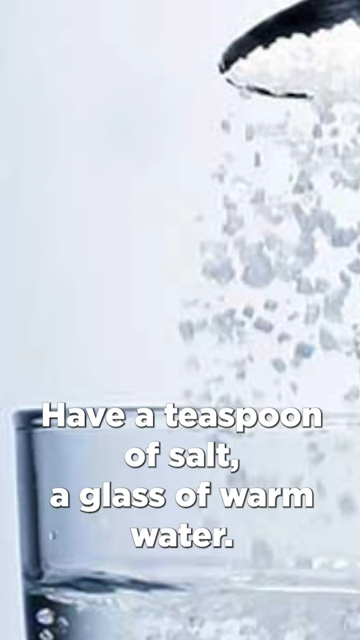 Have a teaspoon
of salt,
a glass of warm
water.